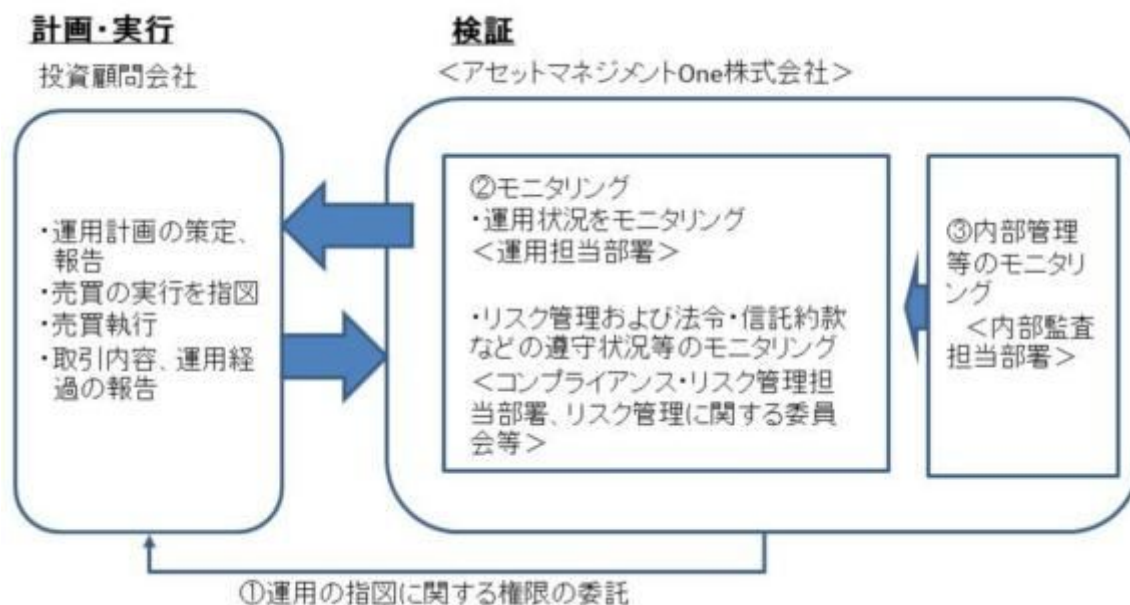 計画・実行
投資顧問会社
・運用計画の策定、
報告
・売買の実行を指図
・売買執行
・取引内容、運用経
過の報告
検証
＜アセットマネジメントOne株式会社＞
②モニタリング
・運用状況をモニタリング
＜運用担当部署＞
・リスク管理および法令・信託約款
などの遵守状況等のモニタリング
＜コンプライアンス・リスク管理担
当部署、リスク管理に関する委員
会等＞
③内部管理
等のモニタリ
ング
＜内部監査
担当部署＞
①運用の指図に関する権限の委託